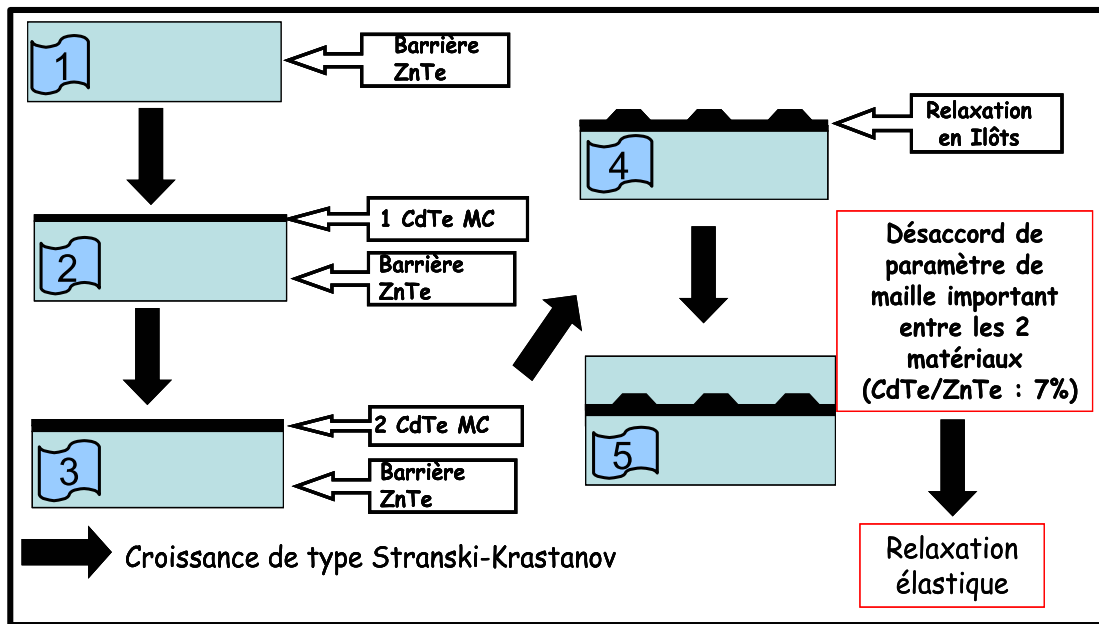 1
Barrière
ZnTe
2
1 CdTe MC
Barrière
ZnTe
3
2 CdTe MC
Barrière
ZnTe
Croissance de type Stranski-Krastanov
4
Relaxation
en Ilôts
5
Désaccord de
paramètre de
maille important
entre les 2
matériaux
(CdTe/ZnTe : 7%)
Relaxation
élastique